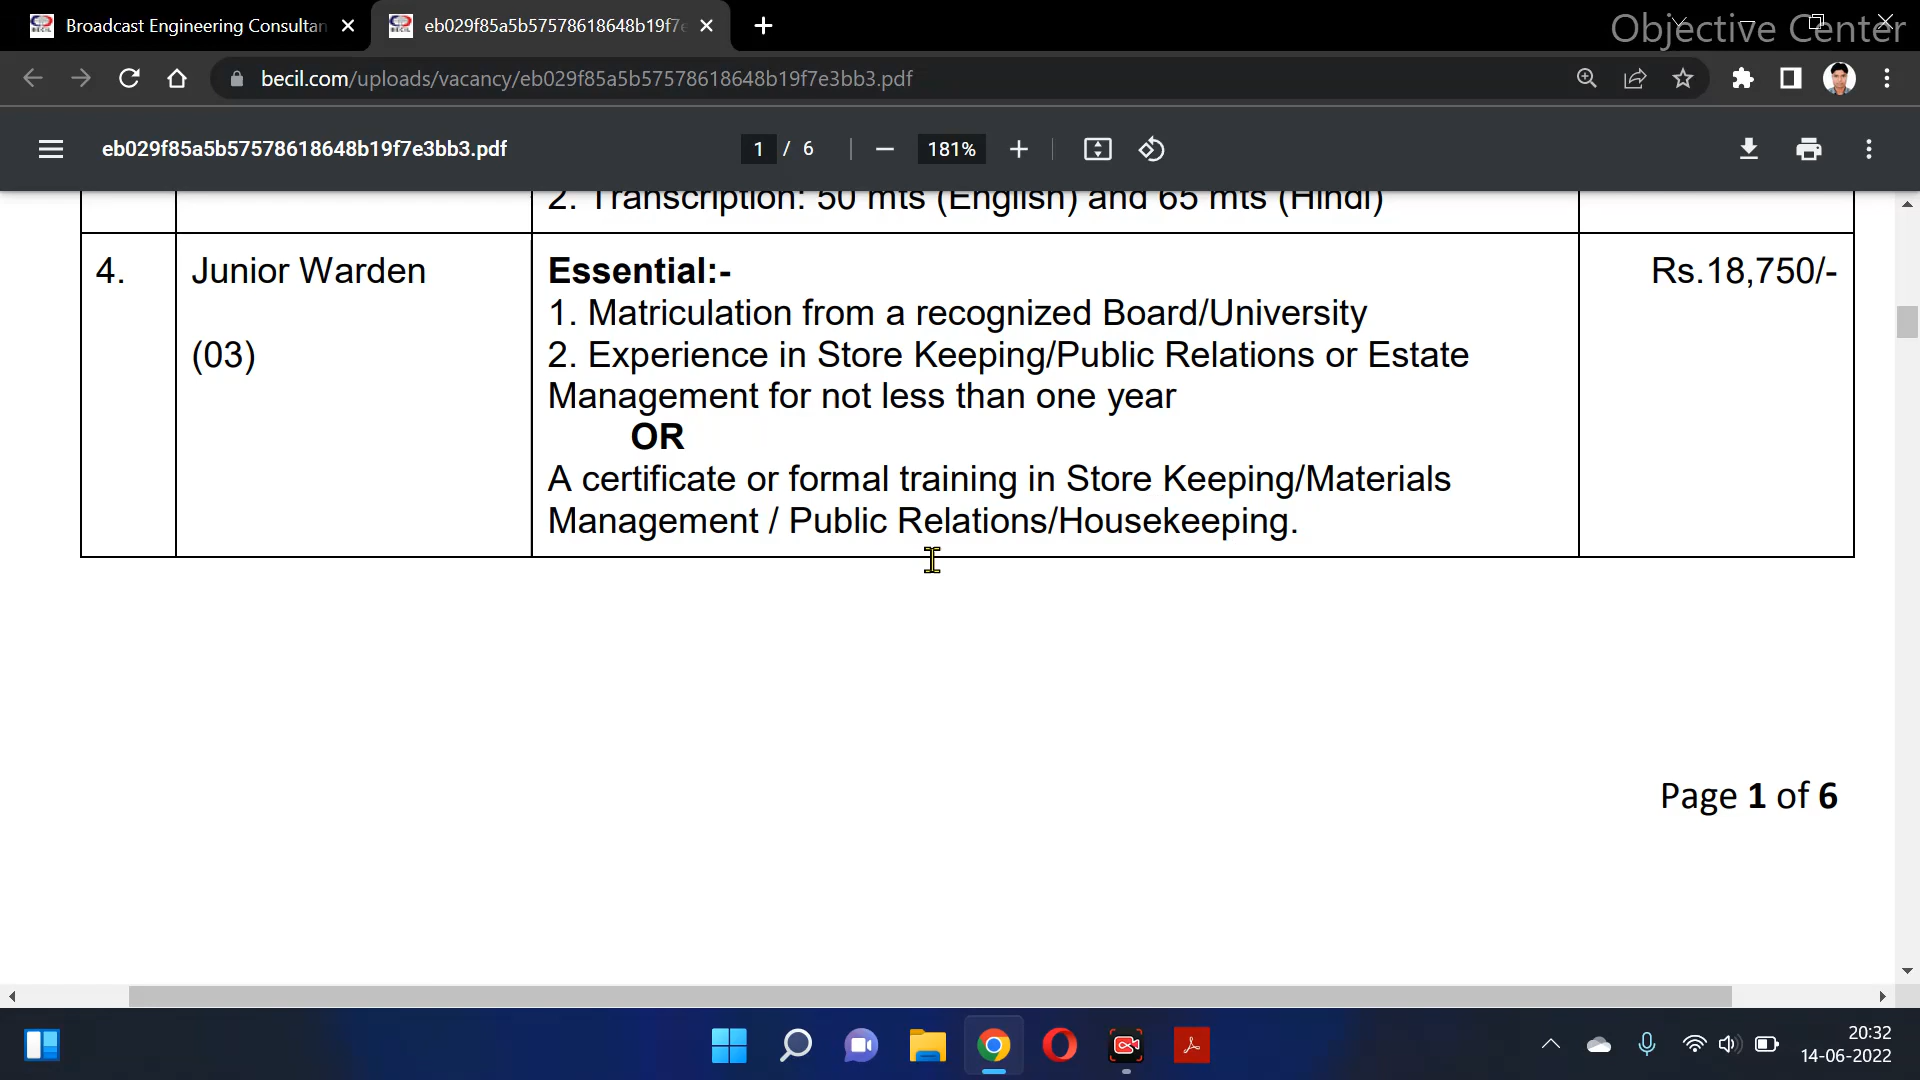 Broadcast Engineering Consultan
eb029f85a5b57578618648b19f7e
Objective Center
becil.com/uploads/vacancy/eb029f85a5b57578618648b19f7e3bb3.pdf
eb029f85a5b57578618648b19f7e3bb3.pdf
1 / 6
181%
2. Transcription: 50 mts (English) and 65 mts (Hindi)
4.
Junior Warden
(03)
Essential:-
1. Matriculation from a recognized Board/University
2. Experience in Store Keeping/Public Relations or Estate
Management for not less than one year
OR
A certificate or formal training in Store Keeping/Materials
Management / Public Relations/Housekeeping.
Rs.18,750/-
Page 1 of 6
20:32
14-06-2022